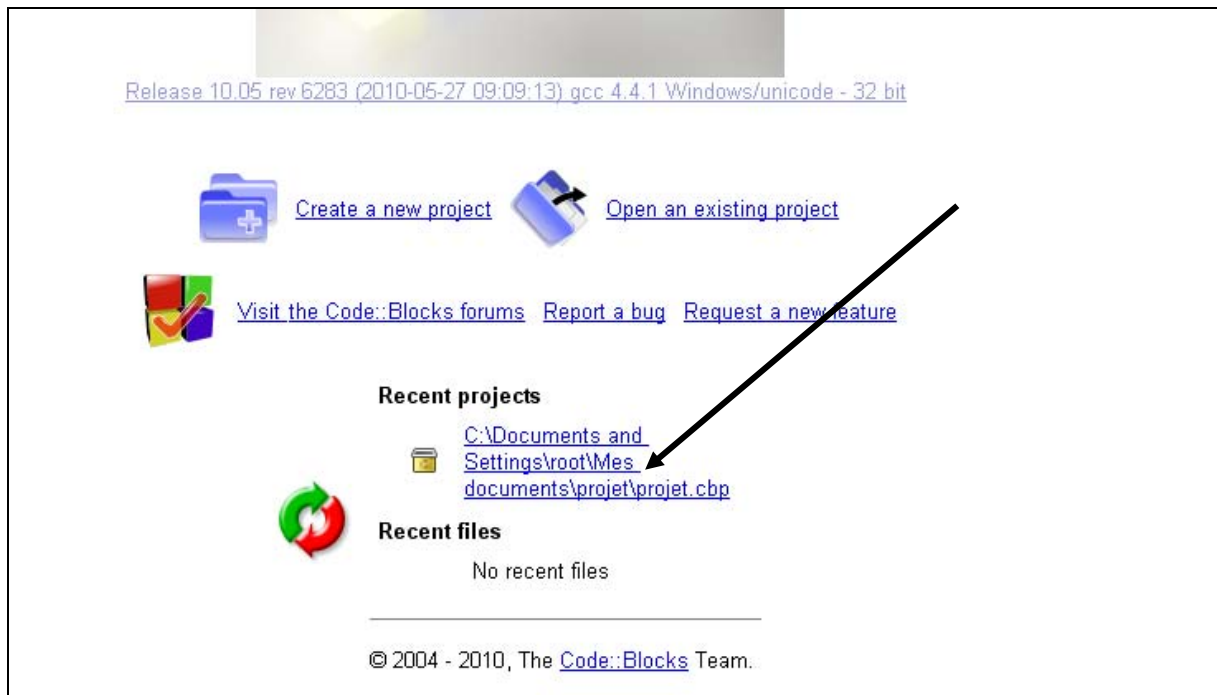 Release 10.05 rev 6283 (2010-05-27 09:09:13) gcc 4.4.1 Windows/unicode - 32 bit
Create a new project Open an existing project
Visit the Code::Blocks forums Report a bug Request a new feature
Recent projects
C:\Documents and
Settings\root\Mes
documents\projet\projet.cbp
Recent files
No recent files
© 2004 - 2010, The Code::Blocks Team.